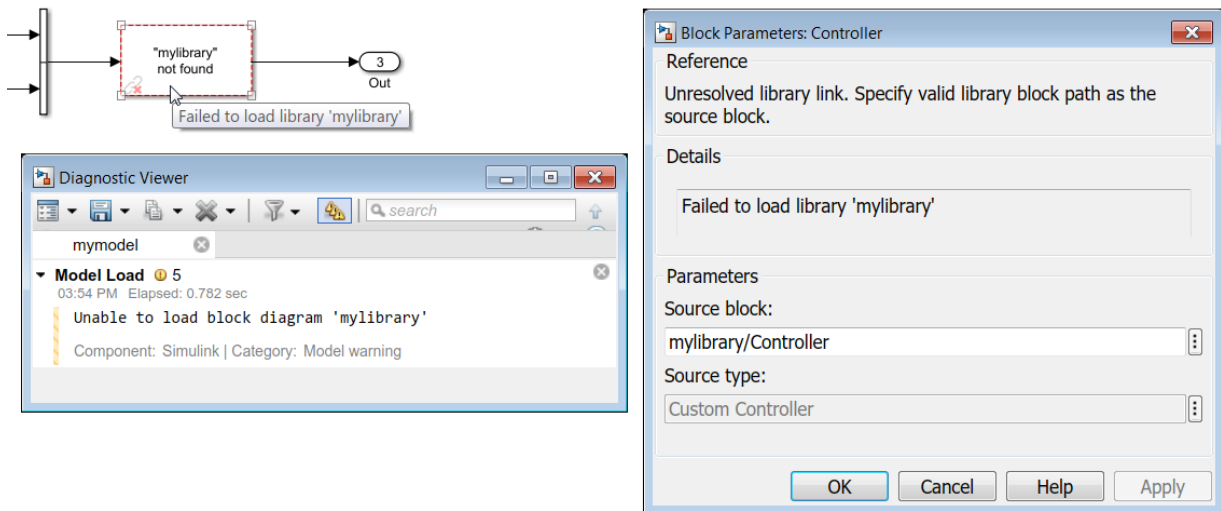 "mylibrary"
not found
3
Out
Failed to load library 'mylibrary'
Diagnostic Viewer
search
mymodel
Model Load 5
03:54 PM Elapsed: 0.782 sec
Unable to load block diagram 'mylibrary'
Component: Simulink | Category: Model warning
Block Parameters: Controller
Reference
Unresolved library link. Specify valid library block path as the
source block.
Details
Failed to load library 'mylibrary'
Parameters
Source block:
mylibrary/Controller
Source type:
Custom Controller
OK Cancel Help Apply